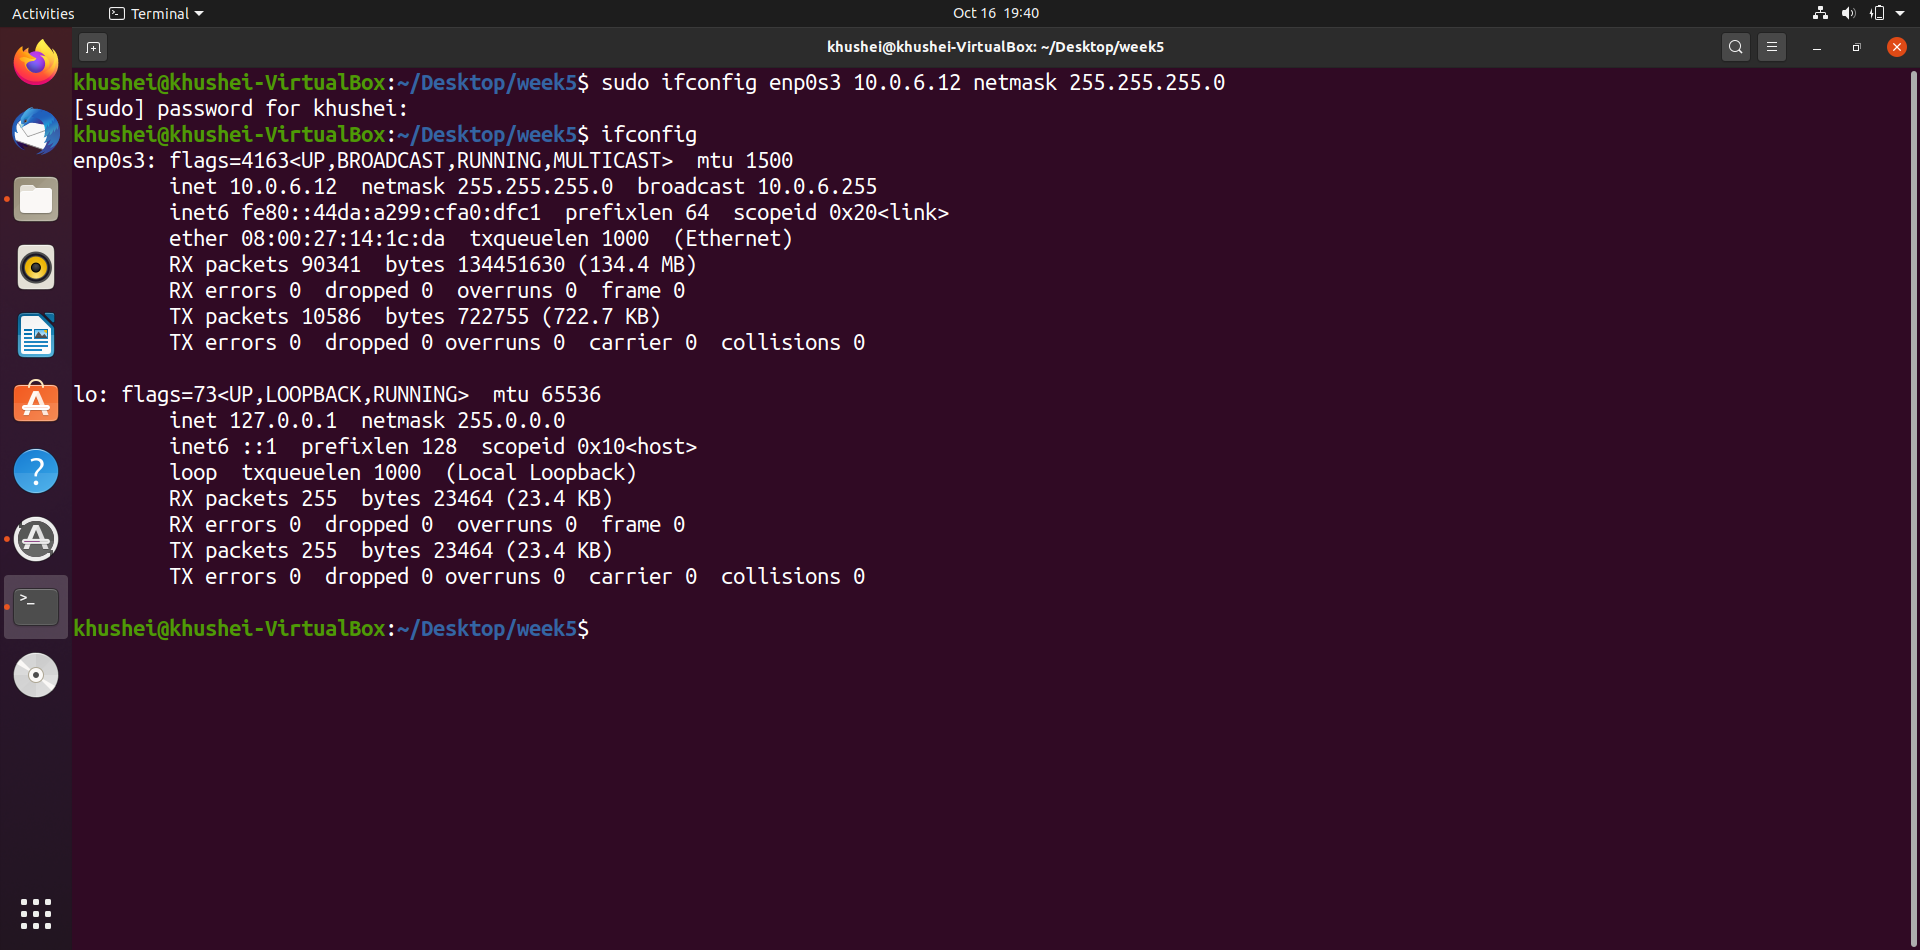 Activities
Terminal
Oct 16 19:40
khushei@khushei-VirtualBox: ~/Desktop/week5
khushei@khushei-VirtualBox:~/Desktop/week5$ sudo ifconfig enp0s3 10.0.6.12 netmask 255.255.255.0
[sudo] password for khushei:
khushei@khushei-VirtualBox:~/Desktop/week5$ ifconfig
enp0s3: flags=4163<UP,BROADCAST,RUNNING,MULTICAST>  mtu 1500
        inet 10.0.6.12  netmask 255.255.255.0  broadcast 10.0.6.255
        inet6 fe80::44da:a299:cfa0:dfc1  prefixlen 64  scopeid 0x20<link>
        ether 08:00:27:14:1c:da  txqueuelen 1000  (Ethernet)
        RX packets 90341  bytes 134451630 (134.4 MB)
        RX errors 0  dropped 0  overruns 0  frame 0
        TX packets 10586  bytes 722755 (722.7 KB)
        TX errors 0  dropped 0 overruns 0  carrier 0  collisions 0
lo: flags=73<UP,LOOPBACK,RUNNING>  mtu 65536
        inet 127.0.0.1  netmask 255.0.0.0
        inet6 ::1  prefixlen 128  scopeid 0x10<host>
        loop  txqueuelen 1000  (Local Loopback)
        RX packets 255  bytes 23464 (23.4 KB)
        RX errors 0  dropped 0  overruns 0  frame 0
        TX packets 255  bytes 23464 (23.4 KB)
        TX errors 0  dropped 0 overruns 0  carrier 0  collisions 0
khushei@khushei-VirtualBox:~/Desktop/week5$